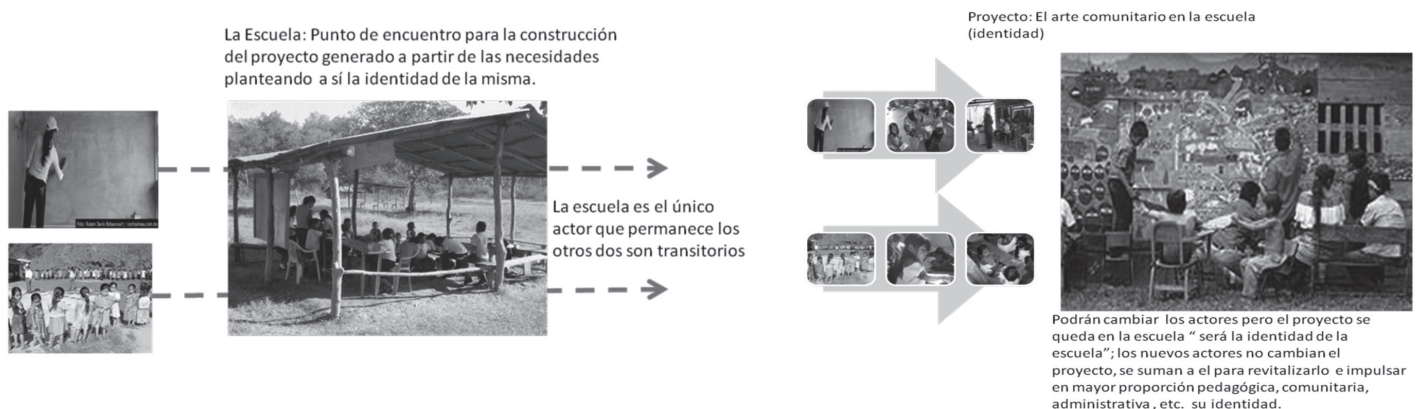 La Escuela: Punto de encuentro para la construcción
del proyecto generado a partir de las necesidades
planteando a sí la identidad de la misma.
La escuela es el único
actor que permanece los
otros dos son transitorios
Proyecto: El arte comunitario en la escuela
(identidad)
Podrán cambiar los actores pero el proyecto se
queda en la escuela “ será la identidad de la
escuela”; los nuevos actores no cambian el
proyecto, se suman a el para revitalizarlo e impulsar
en mayor proporción pedagógica, comunitaria,
administrativa , etc. su identidad.